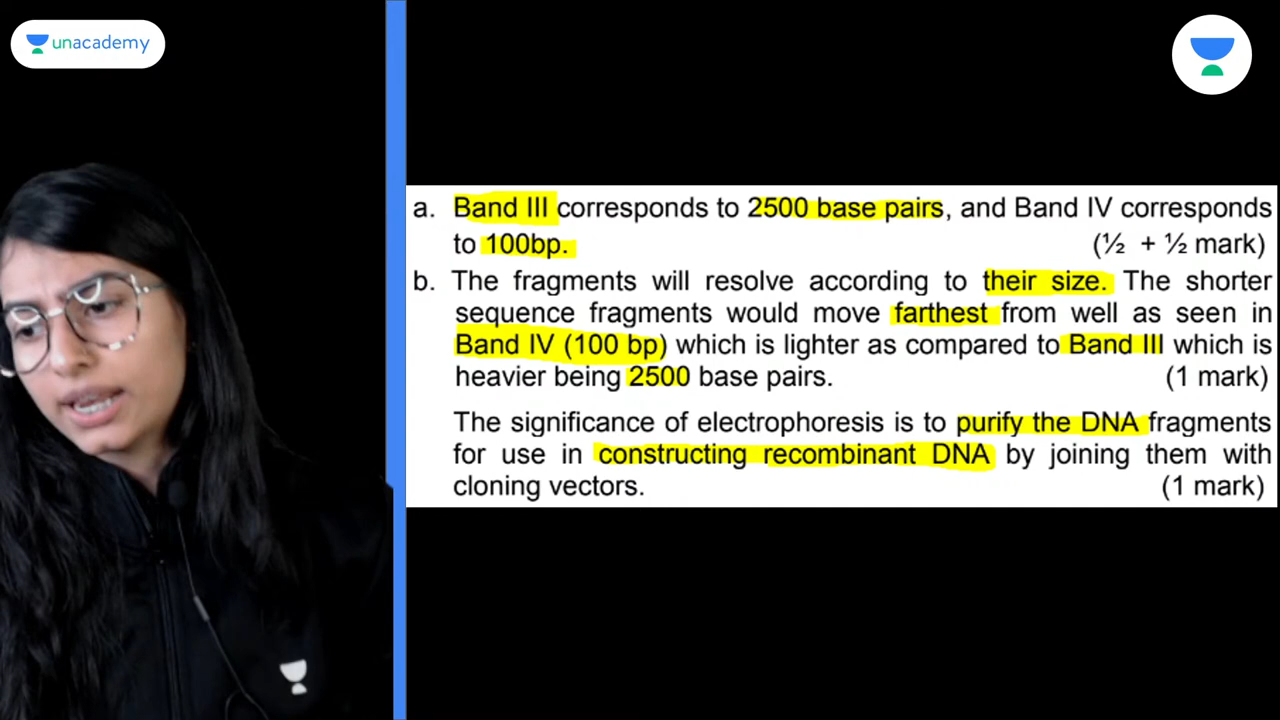 unacademy
a. Band III corresponds to 2500 base pairs, and Band IV corresponds
to 100bp. (½ + ½ mark)
b. The fragments will resolve according to their size. The shorter
sequence fragments would move farthest from well as seen in
Band IV (100 bp) which is lighter as compared to Band III which is
heavier being 2500 base pairs. (1 mark)
The significance of electrophoresis is to purify the DNA fragments
for use in constructing recombinant DNA by joining them with
cloning vectors. (1 mark)